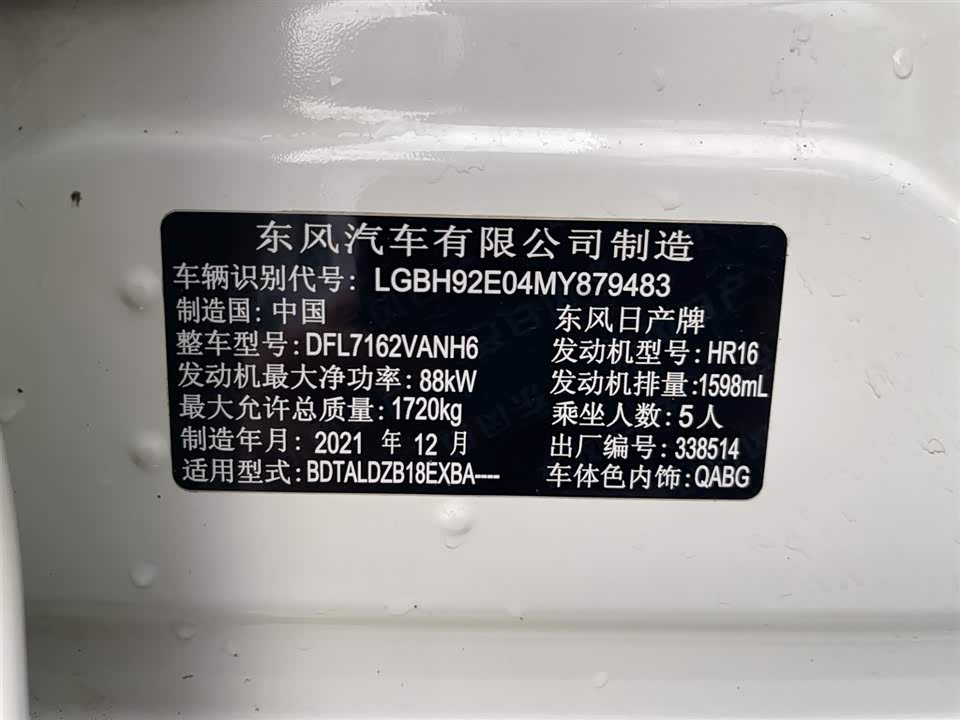 东风汽车有限公司制造
车辆识别代号: LGBH92E04MY879483
制造国: 中国 东风日产牌
整车型号: DFL7162VANH6 发动机型号: HR16
发动机最大净功率: 88kW 发动机排量: 1598mL
最大允许总质量: 1720kg 乘坐人数: 5人
制造年月: 2021 年 12 月 出厂编号: 338514
适用型式: BDTALDZB18EXBA---- 车体色内饰: QABG